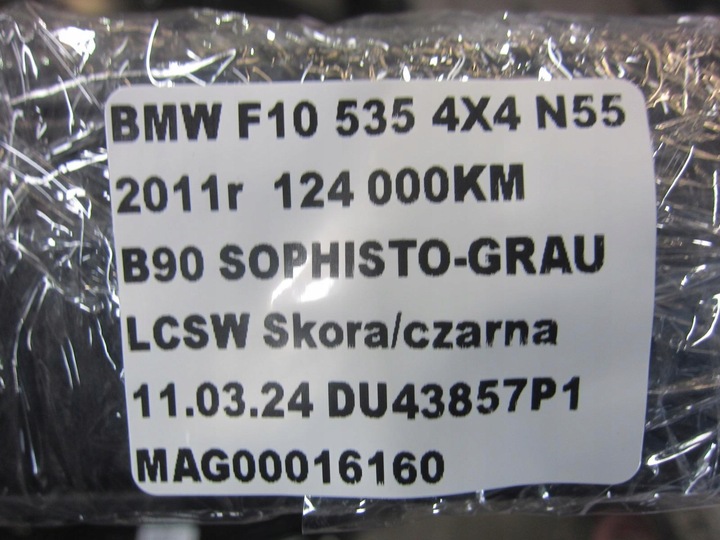 BMW F10 535 4X4 N55
2011r 124 000KM
B90 SOPHISTO-GRAU
LCSW Skora/czarna
11.03.24 DU43857P1
MAG00016160